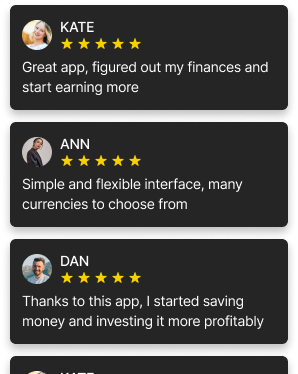 KATE
Great app, figured out my finances and
start earning more
ANN
Simple and flexible interface, many
currencies to choose from
DAN
Thanks to this app, I started saving
money and investing it more profitably